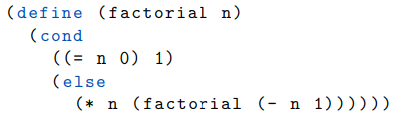 (define (factorial n)
  (cond
    ((= n 0) 1)
    (else
      (* n (factorial (- n 1))))))